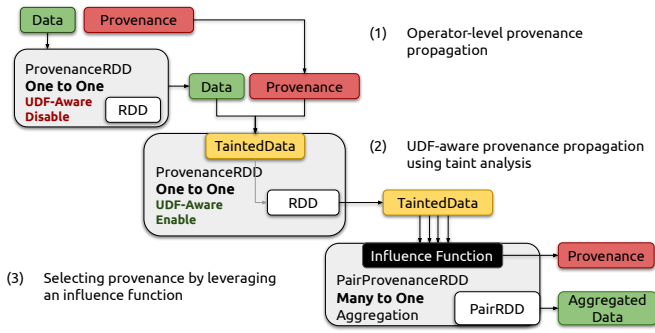 Data
Provenance
(1) Operator-level provenance
propagation
ProvenanceRDD
One to One
UDF-Aware
Disable
RDD
Data
Provenance
TaintedData
(2) UDF-aware provenance propagation
using taint analysis
ProvenanceRDD
One to One
UDF-Aware
Enable
RDD
TaintedData
Influence Function
Provenance
(3) Selecting provenance by leveraging
an influence function
PairProvenanceRDD
Many to One
Aggregation
PairRDD
Aggregated
Data